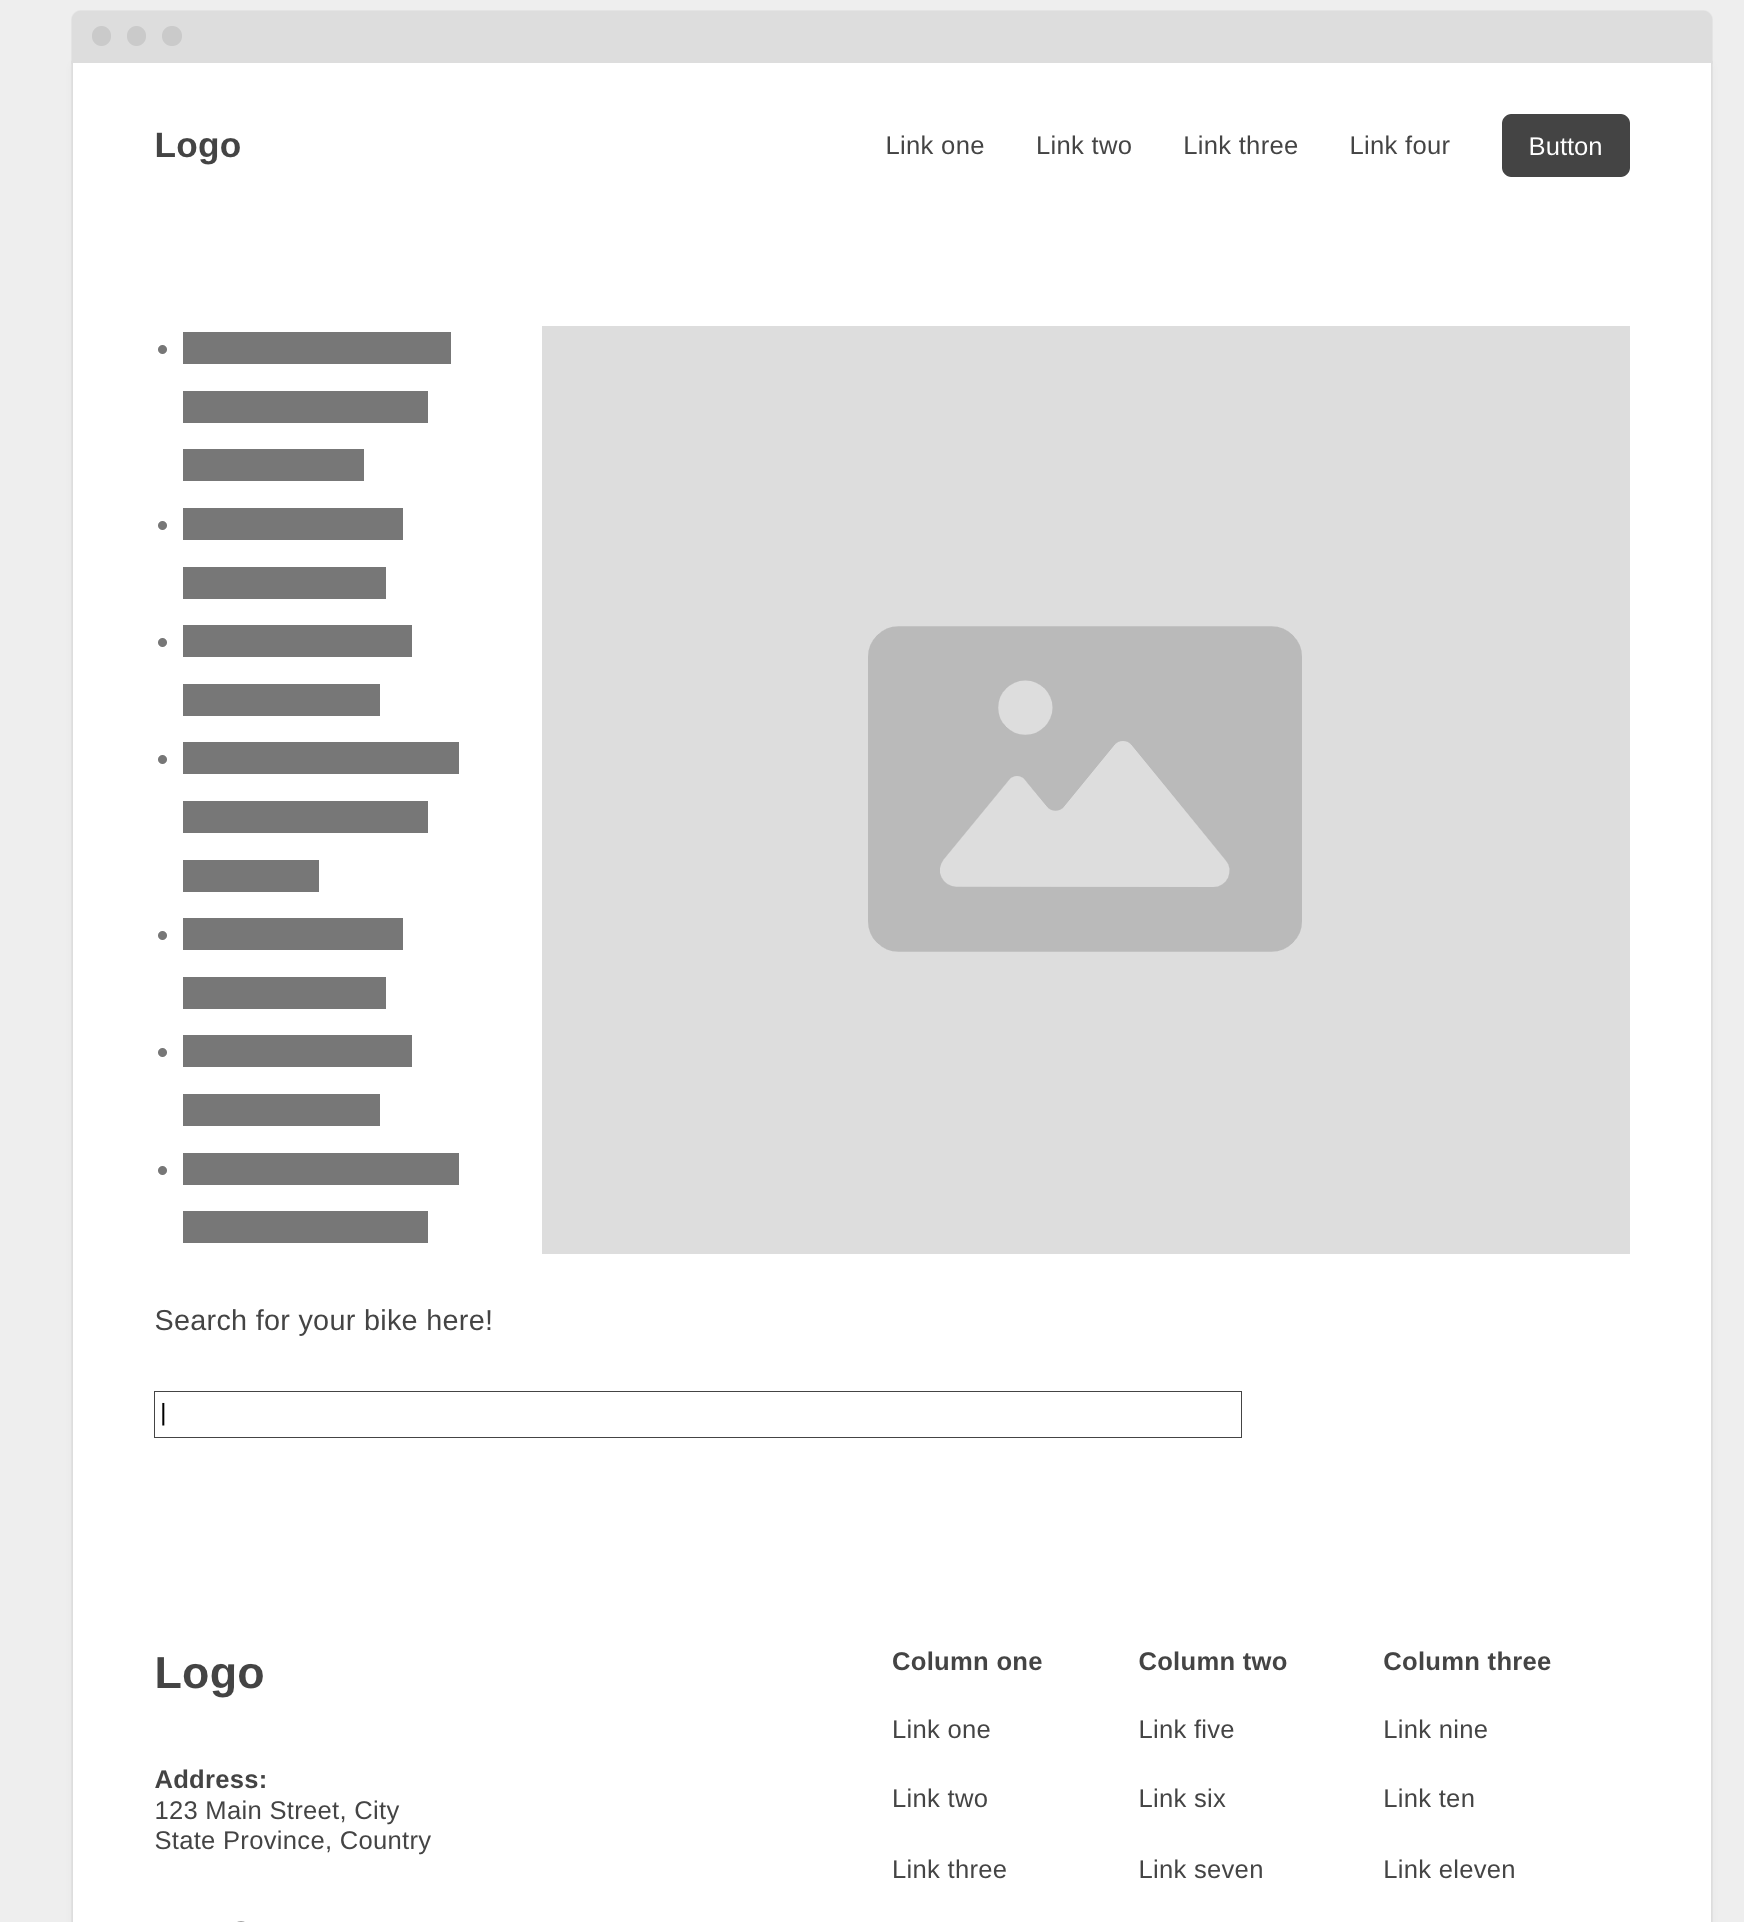 Logo
Link one
Link two
Link three
Link four
Button
Search for your bike here!
Logo
Address:
123 Main Street, City
State Province, Country
Column one
Link one
Link two
Link three
Column two
Link five
Link six
Link seven
Column three
Link nine
Link ten
Link eleven